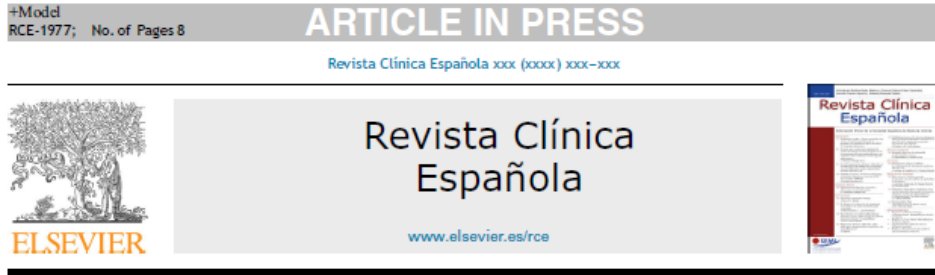 +Model
RCE-1977; No. of Pages 8
ARTICLE IN PRESS
Revista Clínica Española xxx (xxxx) xxx–xxx
ELSEVIER
Revista Clínica
Española
www.elsevier.es/rce
Revista Clínica
Española